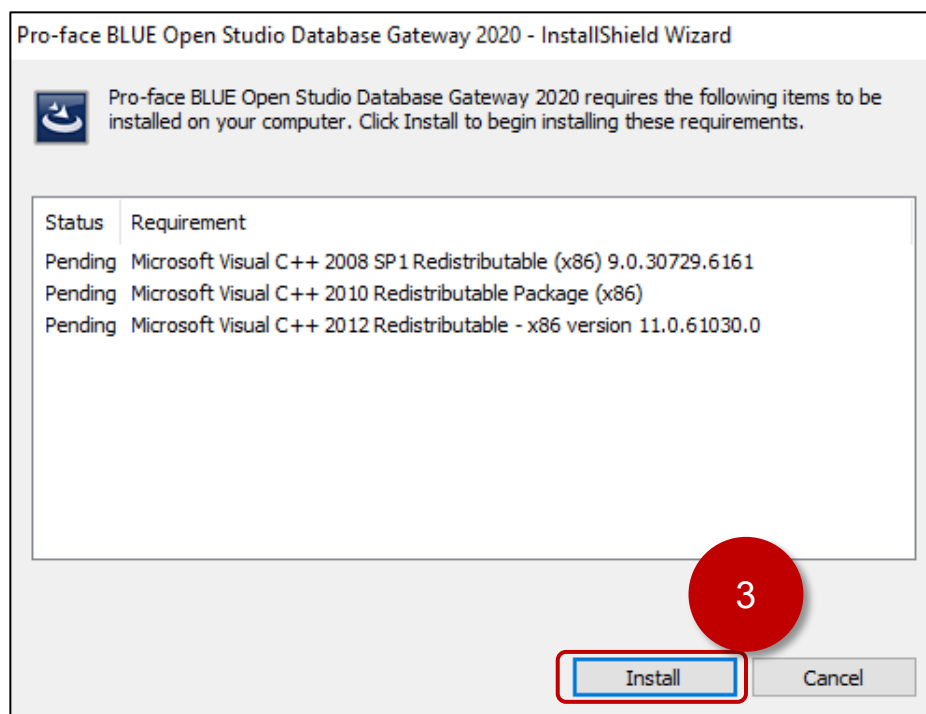 Pro-face BLUE Open Studio Database Gateway 2020 - InstallShield Wizard
Pro-face BLUE Open Studio Database Gateway 2020 requires the following items to be
installed on your computer. Click Install to begin installing these requirements.
Status Requirement
Pending Microsoft Visual C++ 2008 SP1 Redistributable (x86) 9.0.30729.6161
Pending Microsoft Visual C++ 2010 Redistributable Package (x86)
Pending Microsoft Visual C++ 2012 Redistributable - x86 version 11.0.61030.0
3
Install Cancel